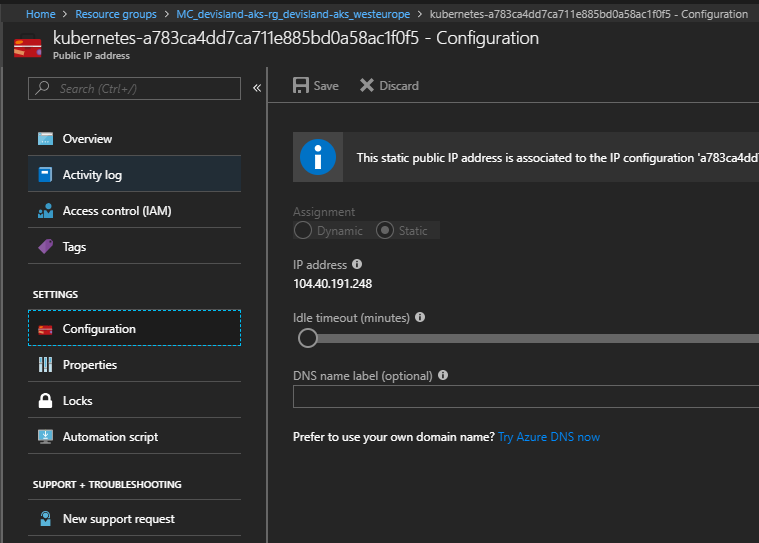 Home > Resource groups > MC_devisland-aks-rg_devisland-aks_westeurope > kubernetes-a783ca4dd7ca711e885bd0a58ac1f0f5 - Configuration
kubernetes-a783ca4dd7ca711e885bd0a58ac1f0f5 - Configuration
Public IP address
Search (Ctrl+/)
«
Save
Discard
Overview
Activity log
Access control (IAM)
Tags
SETTINGS
Configuration
Properties
Locks
Automation script
SUPPORT + TROUBLESHOOTING
New support request
This static public IP address is associated to the IP configuration 'a783ca4dd7
Assignment
Dynamic Static
IP address
104.40.191.248
Idle timeout (minutes)
DNS name label (optional)
Prefer to use your own domain name? Try Azure DNS now